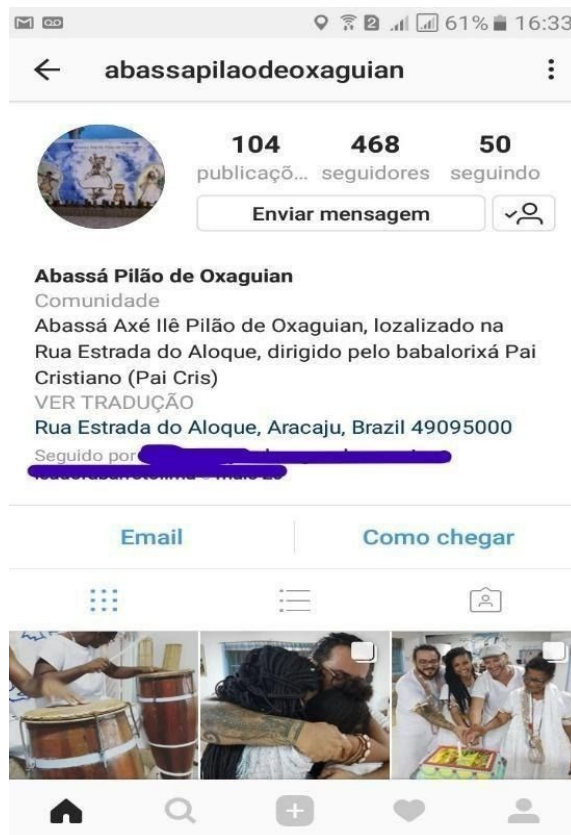 2 61% 16:33
abassapilaodeoxaguian
104 468 50
publicaçõ... seguidores seguindo
Enviar mensagem
Abassá Pilão de Oxaguian
Comunidade
Abassá Axé Ilê Pilão de Oxaguian, lozalizado na
Rua Estrada do Aloque, dirigido pelo babalorixá Pai
Cristiano (Pai Cris)
VER TRADUÇÃO
Rua Estrada do Aloque, Aracaju, Brazil 49095000
Seguido por
Email Como chegar